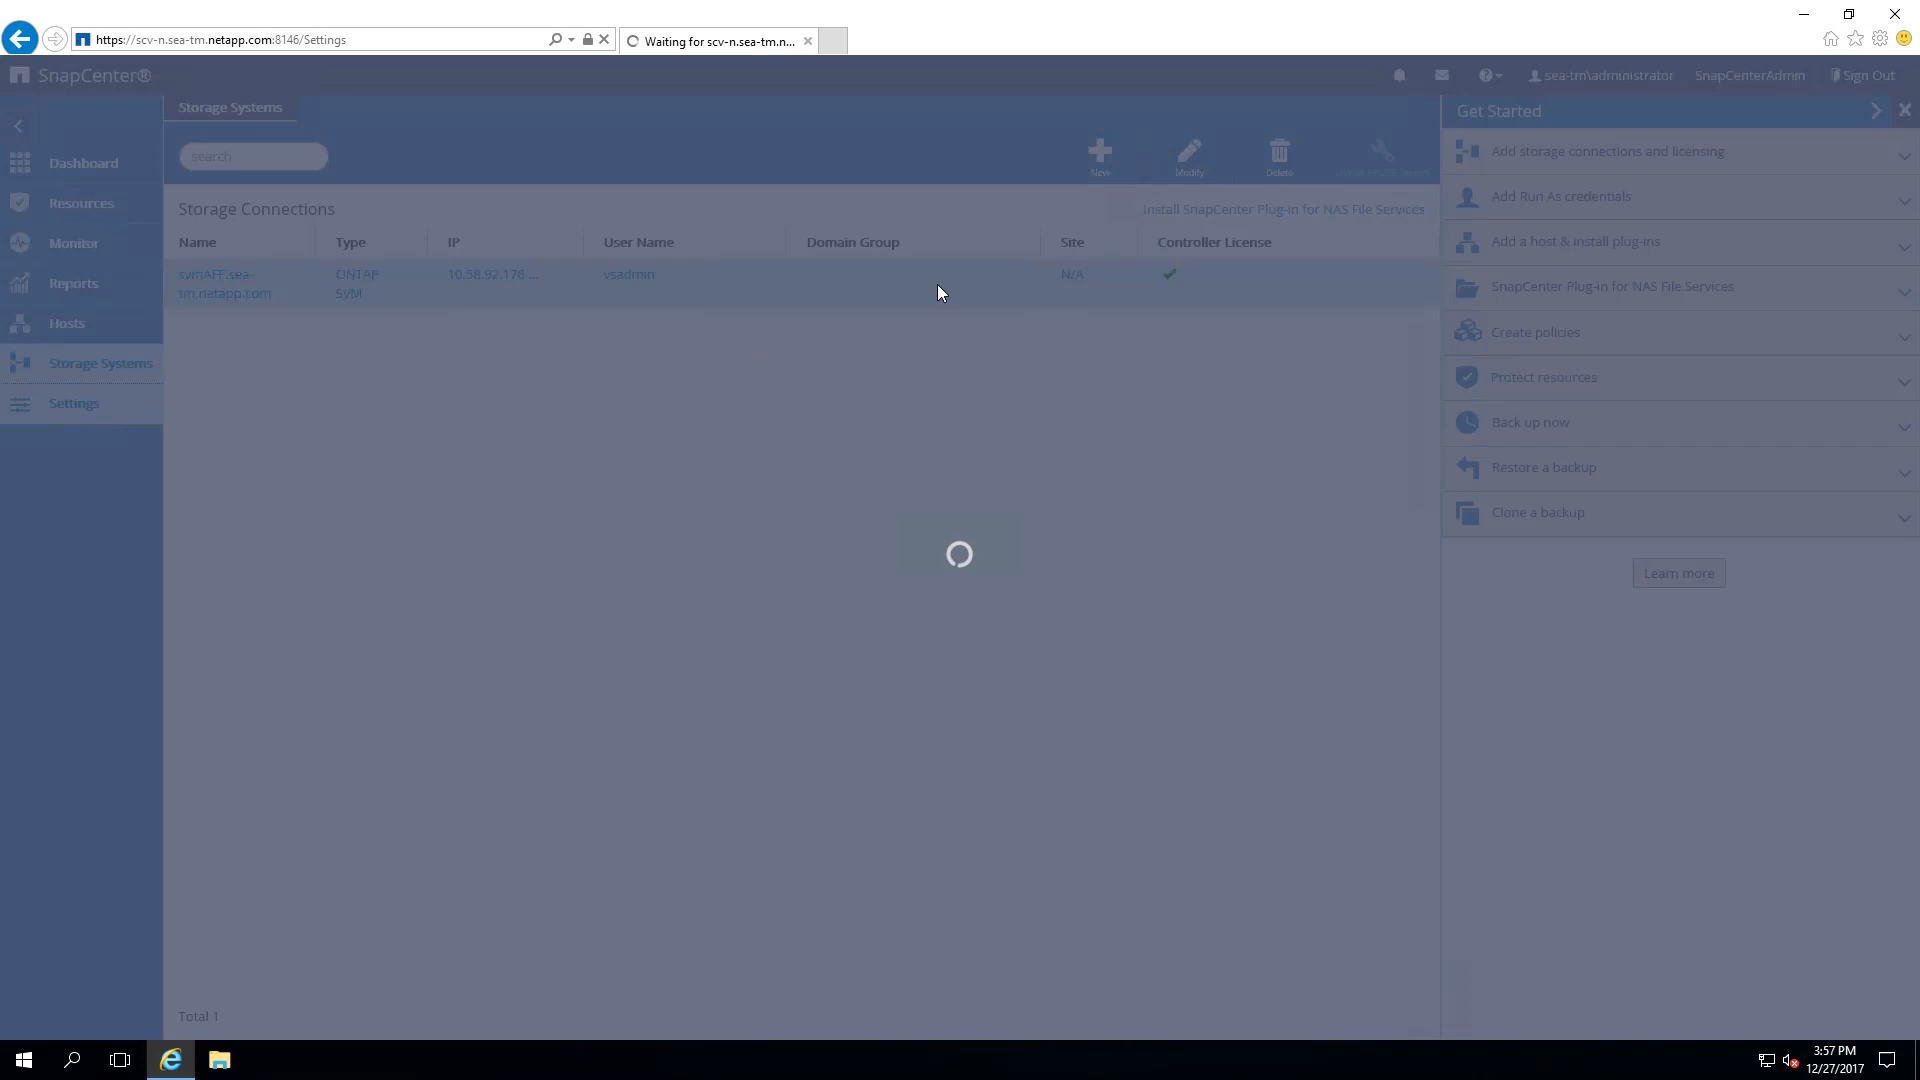 https://scv-n.sea-tm.netapp.com:8146/Settings
Waiting for scv-n.sea-tm.n...
SnapCenter®
sea-tm\administrator
SnapCenterAdmin
Sign Out
Storage Systems
Get Started
search
New
Modify
Delete
Dashboard
Resources
Monitor
Reports
Hosts
Storage Systems
Settings
Storage Connections
Install SnapCenter Plug-in for NAS File Services
Name Type IP User Name Domain Group Site Controller License
svmAFF.sea- ONTAP 10.58.92.176 ... vsadmin N/A
tm.netapp.com SVM
Total 1
Add storage connections and licensing
Add Run As credentials
Add a host & install plug-ins
SnapCenter Plug-in for NAS File Services
Create policies
Protect resources
Back up now
Restore a backup
Clone a backup
Learn more
3:57 PM
12/27/2017